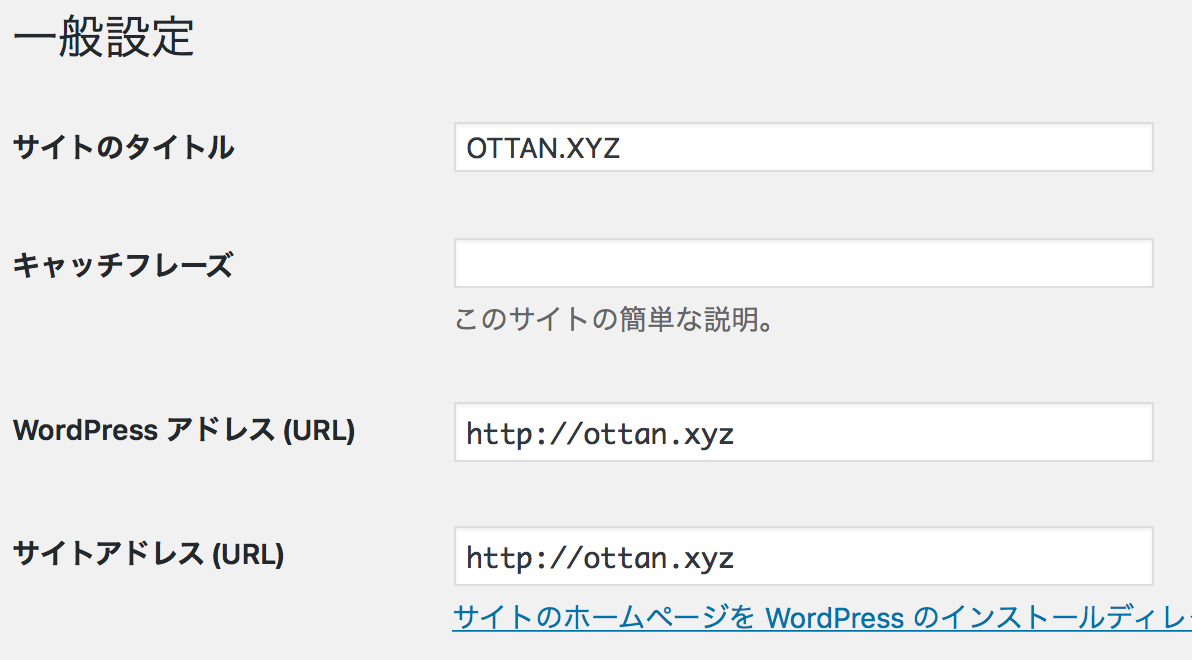 一般設定
サイトのタイトル
OTTAN.XYZ
キャッチフレーズ
このサイトの簡単な説明。
WordPress アドレス (URL)
http://ottan.xyz
サイトアドレス (URL)
http://ottan.xyz
サイトのホームページを WordPress のインストールディレ